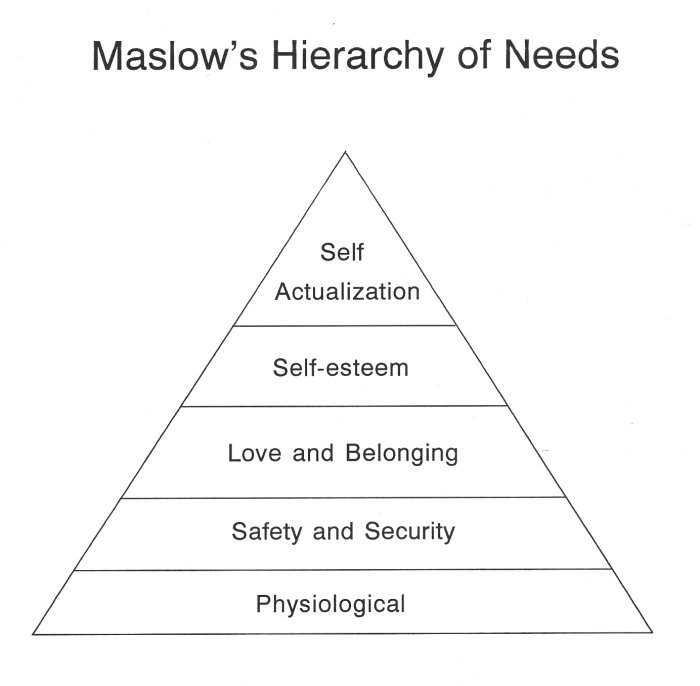 Maslow's Hierarchy of Needs
Self
Actualization
Self-esteem
Love and Belonging
Safety and Security
Physiological